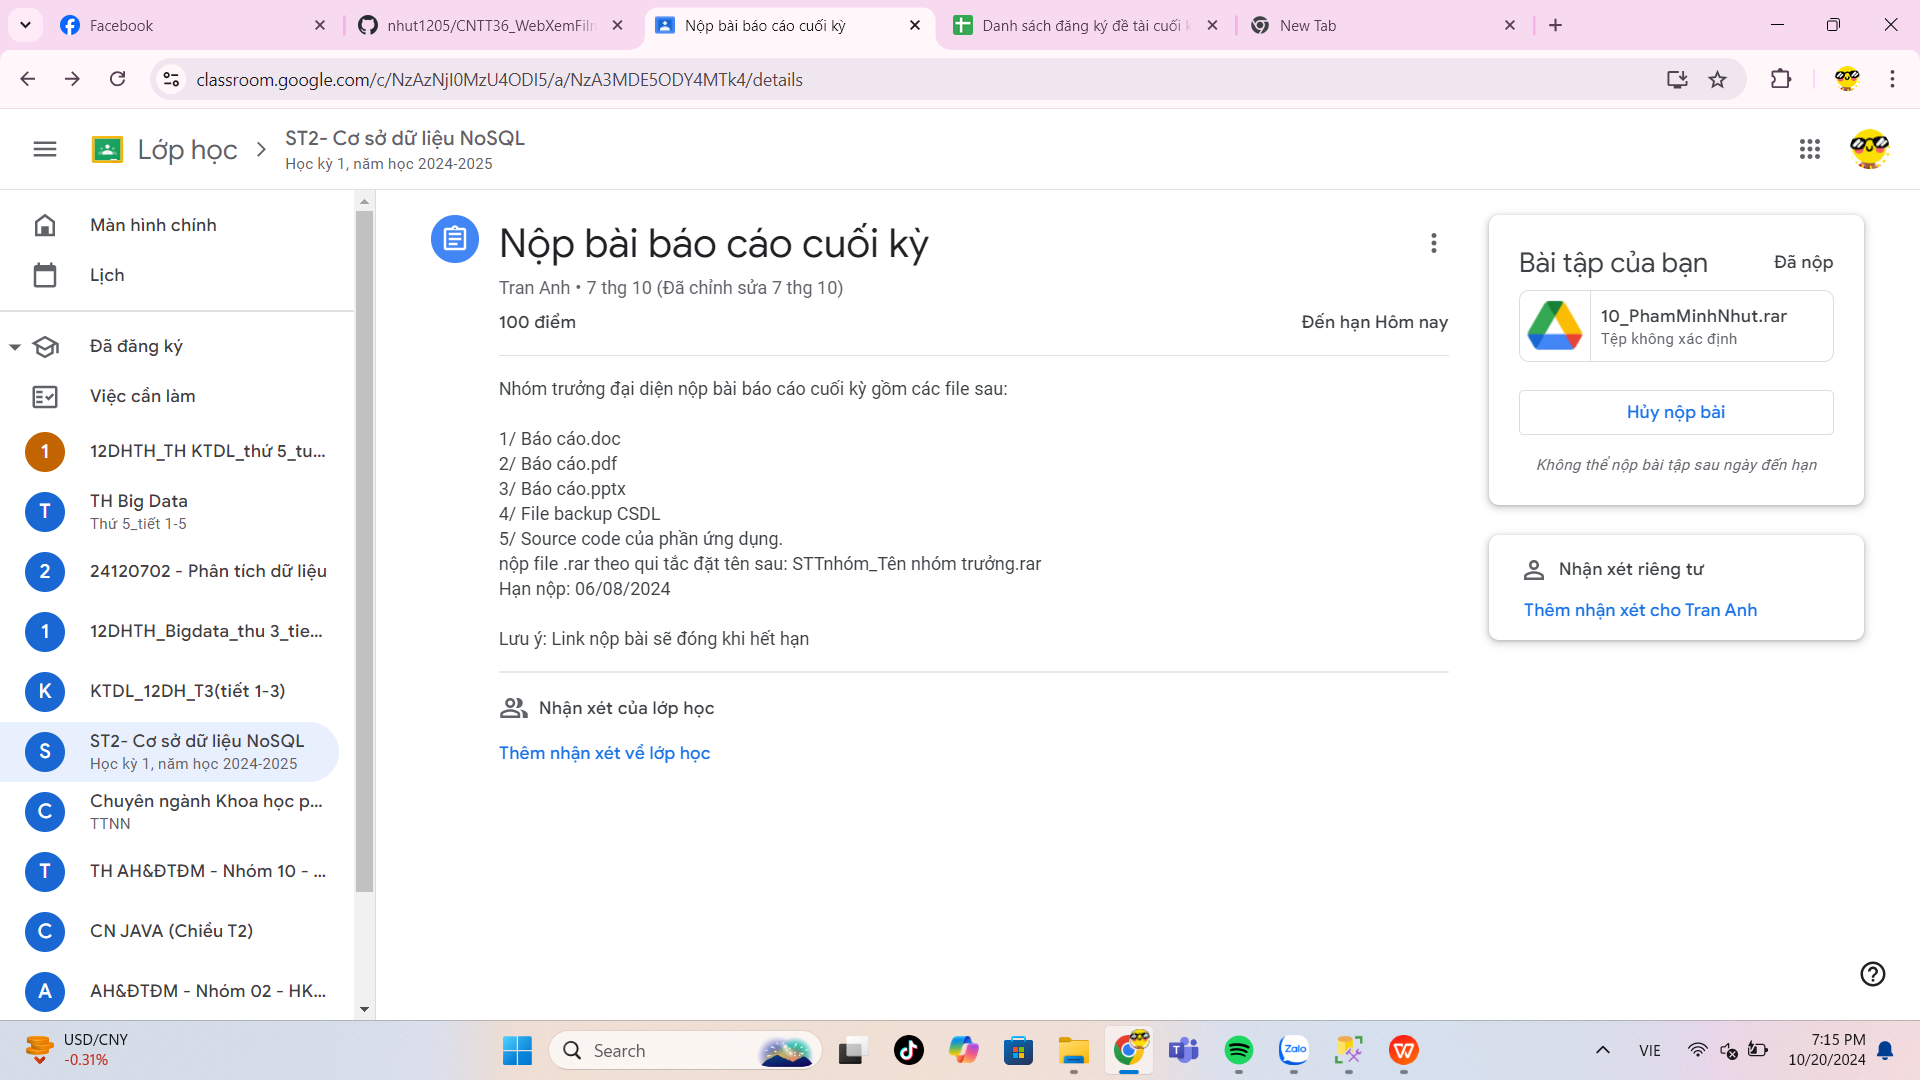 Facebook
nhut1205/CNTT36_WebXemFiln
Nộp bài báo cáo cuối kỳ
Danh sách đăng ký đề tài cuối k
New Tab
classroom.google.com/c/NzAzNjI0MzU4ODI5/a/NzA3MDE5ODY4MTk4/details
Lớp học
ST2- Cơ sở dữ liệu NoSQL
Học kỳ 1, năm học 2024-2025
Màn hình chính
Lịch
Đã đăng ký
Việc cần làm
1
12DHTH_TH KTDL_thứ 5_tu...
T
TH Big Data
Thứ 5_tiết 1-5
2
24120702 - Phân tích dữ liệu
1
12DHTH_Bigdata_thu 3_tie...
K
KTDL_12DH_T3(tiết 1-3)
S
ST2- Cơ sở dữ liệu NoSQL
Học kỳ 1, năm học 2024-2025
C
Chuyên ngành Khoa học p...
TTNN
T
TH AH&ĐTĐM - Nhóm 10 - ...
C
CN JAVA (Chiều T2)
A
AH&ĐTĐM - Nhóm 02 - HK...
Nộp bài báo cáo cuối kỳ
Tran Anh • 7 thg 10 (Đã chỉnh sửa 7 thg 10)
100 điểm
Đến hạn Hôm nay
Nhóm trưởng đại diện nộp bài báo cáo cuối kỳ gồm các file sau:
1/ Báo cáo.doc
2/ Báo cáo.pdf
3/ Báo cáo.pptx
4/ File backup CSDL
5/ Source code của phần ứng dụng.
nộp file .rar theo qui tắc đặt tên sau: STTnhóm_Tên nhóm trưởng.rar
Hạn nộp: 06/08/2024
Lưu ý: Link nộp bài sẽ đóng khi hết hạn
Nhận xét của lớp học
Thêm nhận xét về lớp học
Bài tập của bạn
Đã nộp
10_PhamMinhNhut.rar
Tệp không xác định
Hủy nộp bài
Không thể nộp bài tập sau ngày đến hạn
Nhận xét riêng tư
Thêm nhận xét cho Tran Anh
USD/CNY
-0.31%
Search
Zalo
VIE
7:15 PM
10/20/2024